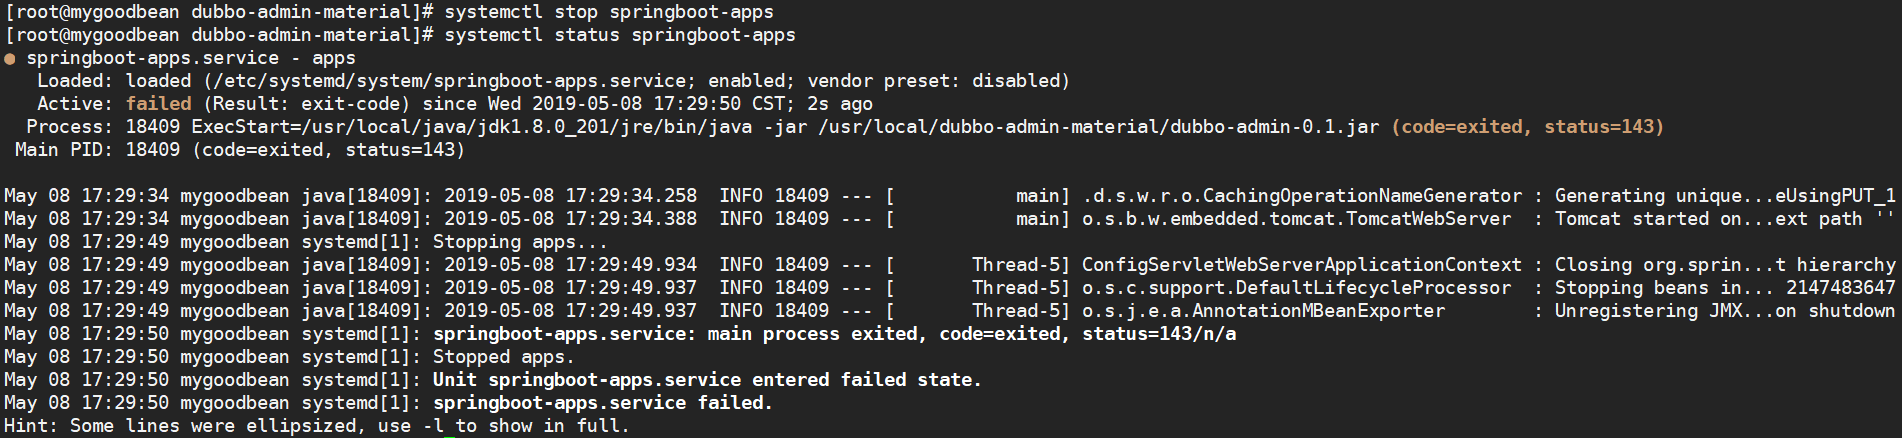 [root@mygoodbean dubbo-admin-material]# systemctl stop springboot-apps
[root@mygoodbean dubbo-admin-material]# systemctl status springboot-apps
● springboot-apps.service - apps
   Loaded: loaded (/etc/systemd/system/springboot-apps.service; enabled; vendor preset: disabled)
   Active: failed (Result: exit-code) since Wed 2019-05-08 17:29:50 CST; 2s ago
  Process: 18409 ExecStart=/usr/local/java/jdk1.8.0_201/jre/bin/java -jar /usr/local/dubbo-admin-material/dubbo-admin-0.1.jar (code=exited, status=143)
 Main PID: 18409 (code=exited, status=143)

May 08 17:29:34 mygoodbean java[18409]: 2019-05-08 17:29:34.258  INFO 18409 --- [           main] .d.s.w.r.o.CachingOperationNameGenerator : Generating unique...eUsingPUT_1
May 08 17:29:34 mygoodbean java[18409]: 2019-05-08 17:29:34.388  INFO 18409 --- [           main] o.s.b.w.embedded.tomcat.TomcatWebServer  : Tomcat started on...ext path ''
May 08 17:29:49 mygoodbean systemd[1]: Stopping apps...
May 08 17:29:49 mygoodbean java[18409]: 2019-05-08 17:29:49.934  INFO 18409 --- [       Thread-5] ConfigServletWebServerApplicationContext : Closing org.sprin...t hierarchy
May 08 17:29:49 mygoodbean java[18409]: 2019-05-08 17:29:49.937  INFO 18409 --- [       Thread-5] o.s.c.support.DefaultLifecycleProcessor  : Stopping beans in... 2147483647
May 08 17:29:49 mygoodbean java[18409]: 2019-05-08 17:29:49.937  INFO 18409 --- [       Thread-5] o.s.j.e.a.AnnotationMBeanExporter        : Unregistering JMX...on shutdown
May 08 17:29:50 mygoodbean systemd[1]: springboot-apps.service: main process exited, code=exited, status=143/n/a
May 08 17:29:50 mygoodbean systemd[1]: Stopped apps.
May 08 17:29:50 mygoodbean systemd[1]: Unit springboot-apps.service entered failed state.
May 08 17:29:50 mygoodbean systemd[1]: springboot-apps.service failed.
Hint: Some lines were ellipsized, use -l to show in full.